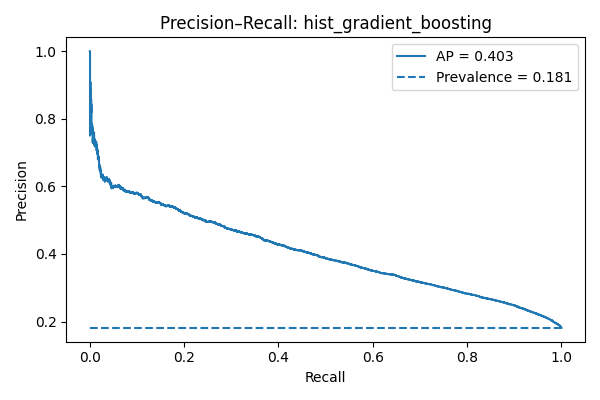 Precision–Recall: hist_gradient_boosting
AP = 0.403
Prevalence = 0.181
1.0
0.8
0.6
0.4
0.2
Precision
0.0 0.2 0.4 0.6 0.8 1.0
Recall